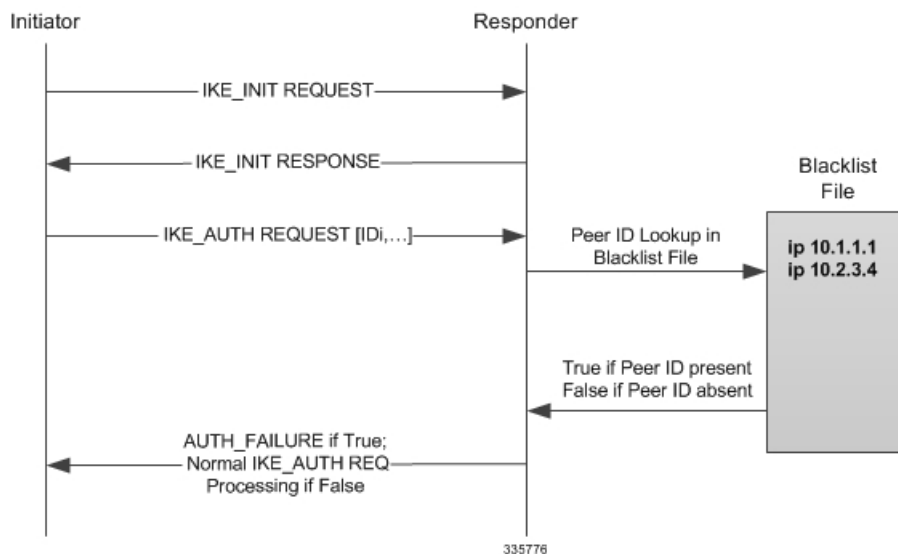 Initiator
Responder
IKE_INIT REQUEST
IKE_INIT RESPONSE
Blacklist
File
IKE_AUTH REQUEST [IDi,...]
Peer ID Lookup in
Blacklist File
ip 10.1.1.1
ip 10.2.3.4
True if Peer ID present
False if Peer ID absent
AUTH_FAILURE if True;
Normal IKE_AUTH REQ
Processing if False
335776